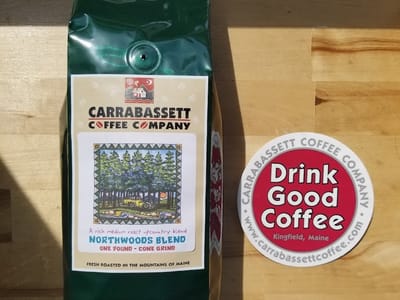 CARRABASSETT
COFFEE COMPANY
A rich medium roast upcountry blend
NORTHWOODS BLEND
ONE POUND - CONE GRIND
FRESH ROASTED IN THE MOUNTAINS OF MAINE
CARRABASSETT COFFEE COMPANY
Drink
Good
Coffee
Kingfield, Maine
www.carrabassettcoffee.com